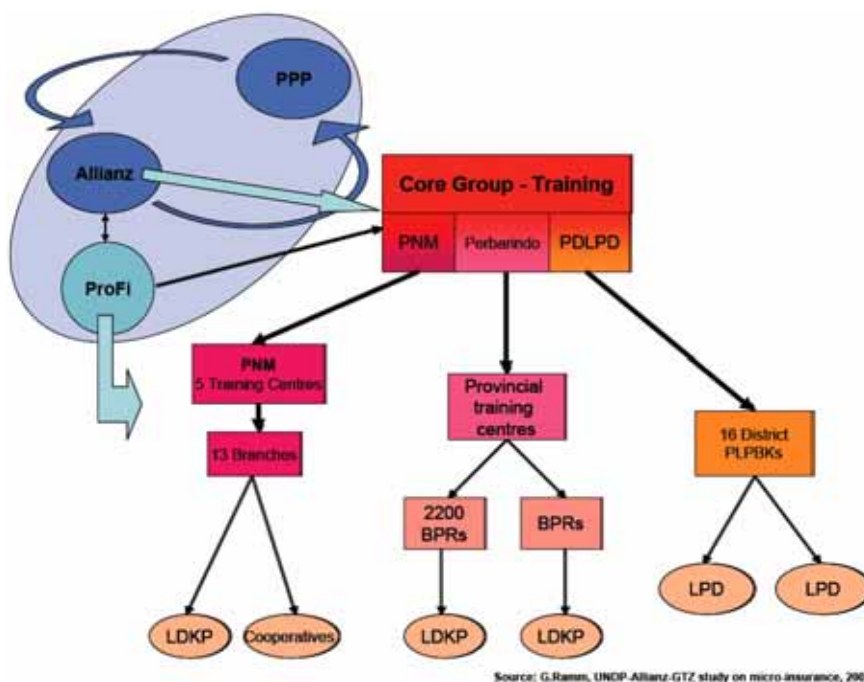 PPP
Allianz
ProFi
Core Group - Training
PNM
Perbarindo
PDLPD
PNM
5 Training Centres
13 Branches
LDKP
Cooperatives
Provincial
training
centres
2200
BPRs
BPRs
LDKP
LDKP
16 District
PLPBKs
LPD
LPD
Source: G.Ramm, UNDP-Allianz-GTZ study on micro-insurance,